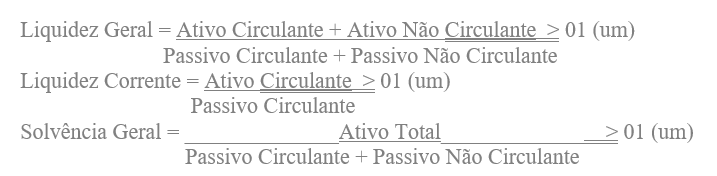 Liquidez Geral = Ativo Circulante + Ativo Não Circulante > 01 (um)
Passivo Circulante + Passivo Não Circulante
Liquidez Corrente = Ativo Circulante > 01 (um)
Passivo Circulante
Solvência Geral = Ativo Total > 01 (um)
Passivo Circulante + Passivo Não Circulante